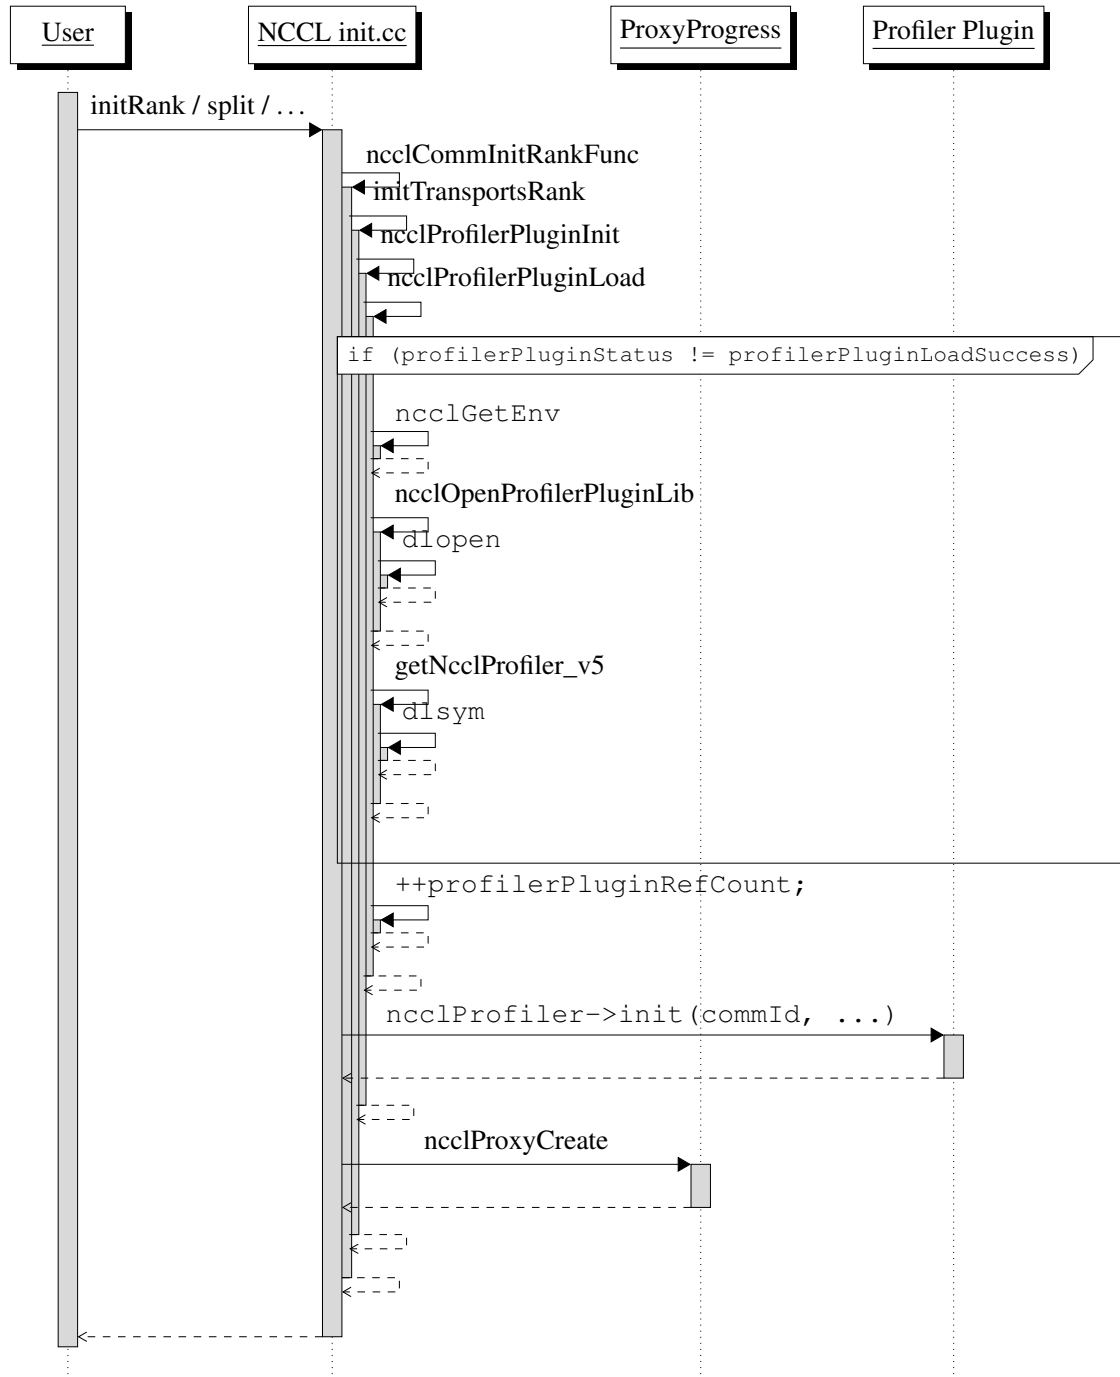 User
NCCL init.cc
ProxyProgress
Profiler Plugin
initRank / split / ...
ncclCommInitRankFunc
initTransportsRank
ncclProfilerPluginInit
ncclProfilerPluginLoad
if (profilerPluginStatus != profilerPluginLoadSuccess)
ncclGetEnv
ncclOpenProfilerPluginLib
dlopen
getNcclProfiler_v5
dlsym
++profilerPluginRefCount;
ncclProfiler->init(commId, ...)
ncclProxyCreate